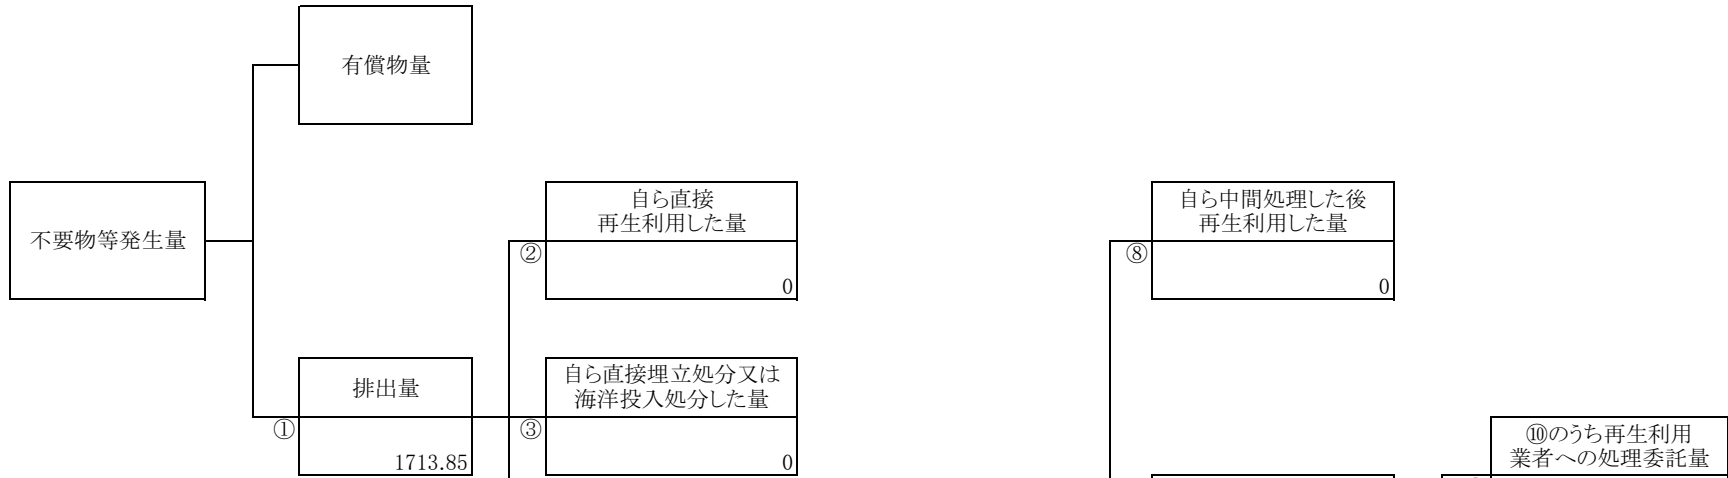 有償物量
不要物等発生量
自ら直接
再生利用した量
②
0
自ら中間処理した後
再生利用した量
⑧
0
排出量
①
1713.85
自ら直接埋立処分又は
海洋投入処分した量
③
0
⑩のうち再生利用
業者への処理委託量